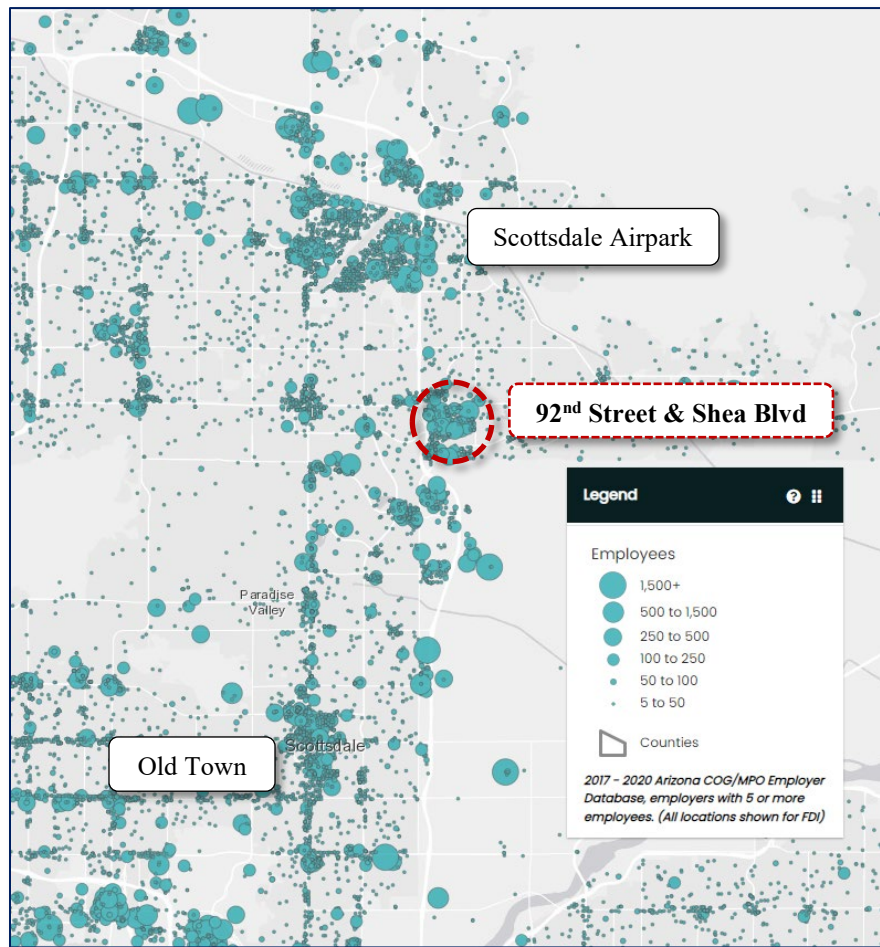 Scottsdale Airpark
92nd Street & Shea Blvd
Paradise
Valley
Scottsdale
Old Town
Legend
?
Employees
1,500+
500 to 1,500
250 to 500
100 to 250
50 to 100
5 to 50
Counties
2017 - 2020 Arizona COG/MPO Employer
Database, employers with 5 or more
employees. (All locations shown for FDI)